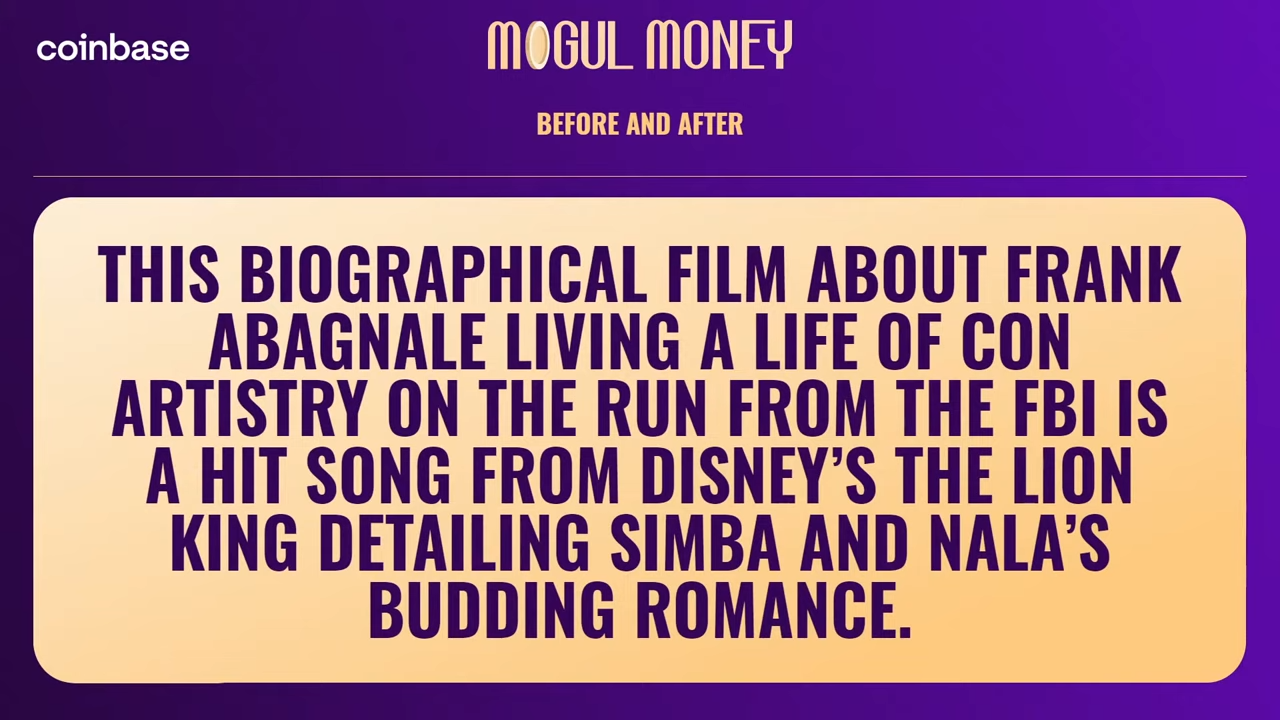 coinbase
MOGUL MONEY
BEFORE AND AFTER
THIS BIOGRAPHICAL FILM ABOUT FRANK
ABAGNALE LIVING A LIFE OF CON
ARTISTRY ON THE RUN FROM THE FBI IS
A HIT SONG FROM DISNEY’S THE LION
KING DETAILING SIMBA AND NALA’S
BUDDING ROMANCE.